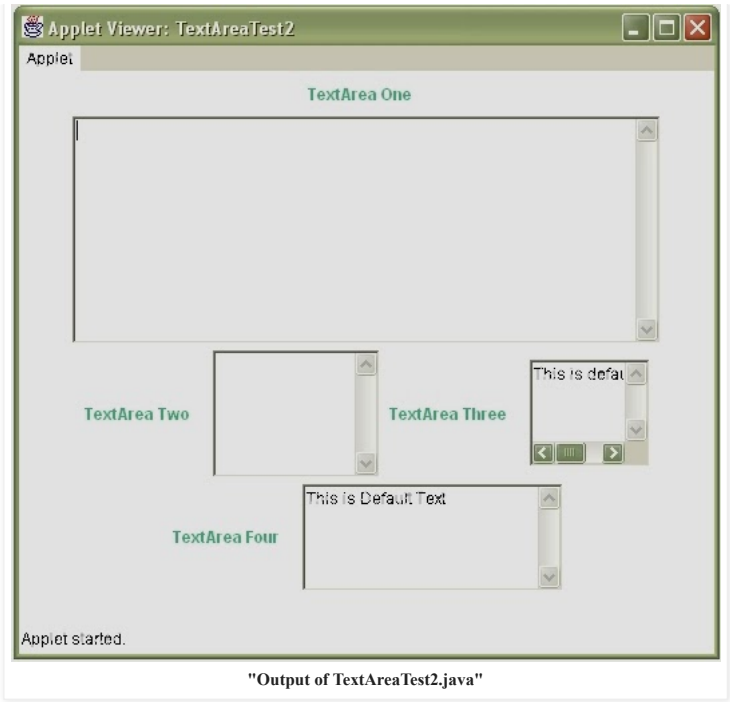 Applet Viewer: TextAreaTest2
Applet
TextArea One
TextArea Two
TextArea Three
This is defau
TextArea Four
This is Default Text
Applet started.
"Output of TextAreaTest2.java"